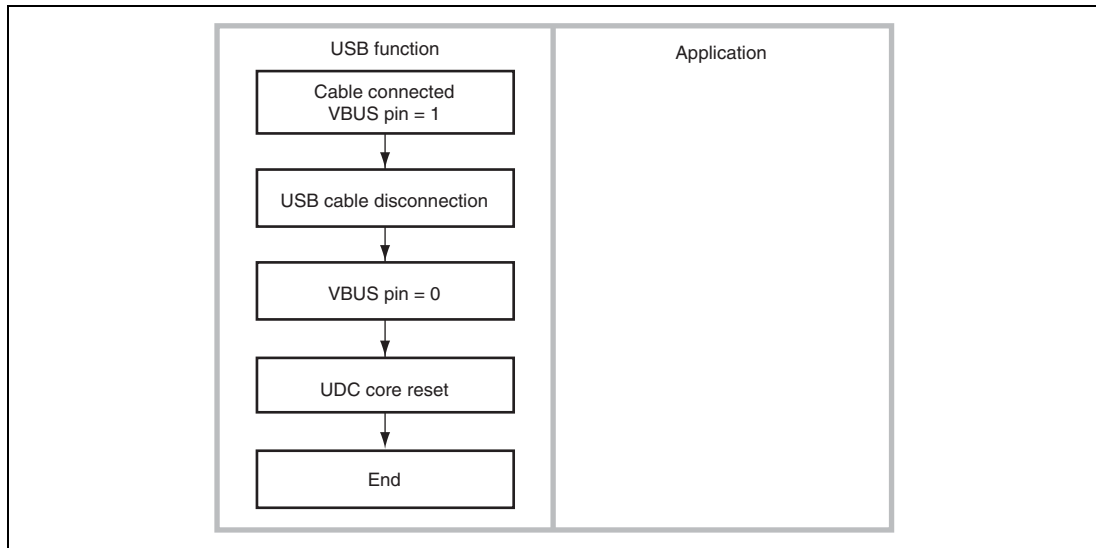 USB function
Application
Cable connected
VBUS pin = 1
USB cable disconnection
VBUS pin = 0
UDC core reset
End